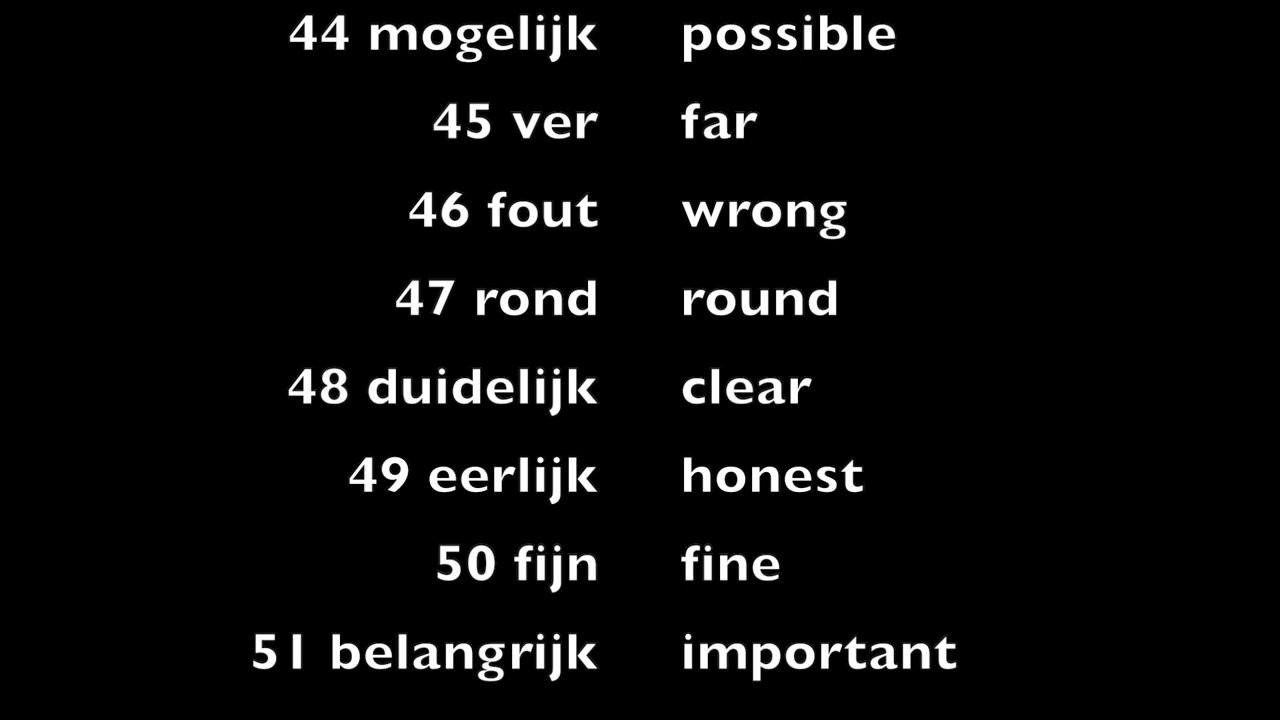 44 mogelijk possible
45 ver far
46 fout wrong
47 rond round
48 duidelijk clear
49 eerlijk honest
50 fijn fine
51 belangrijk important